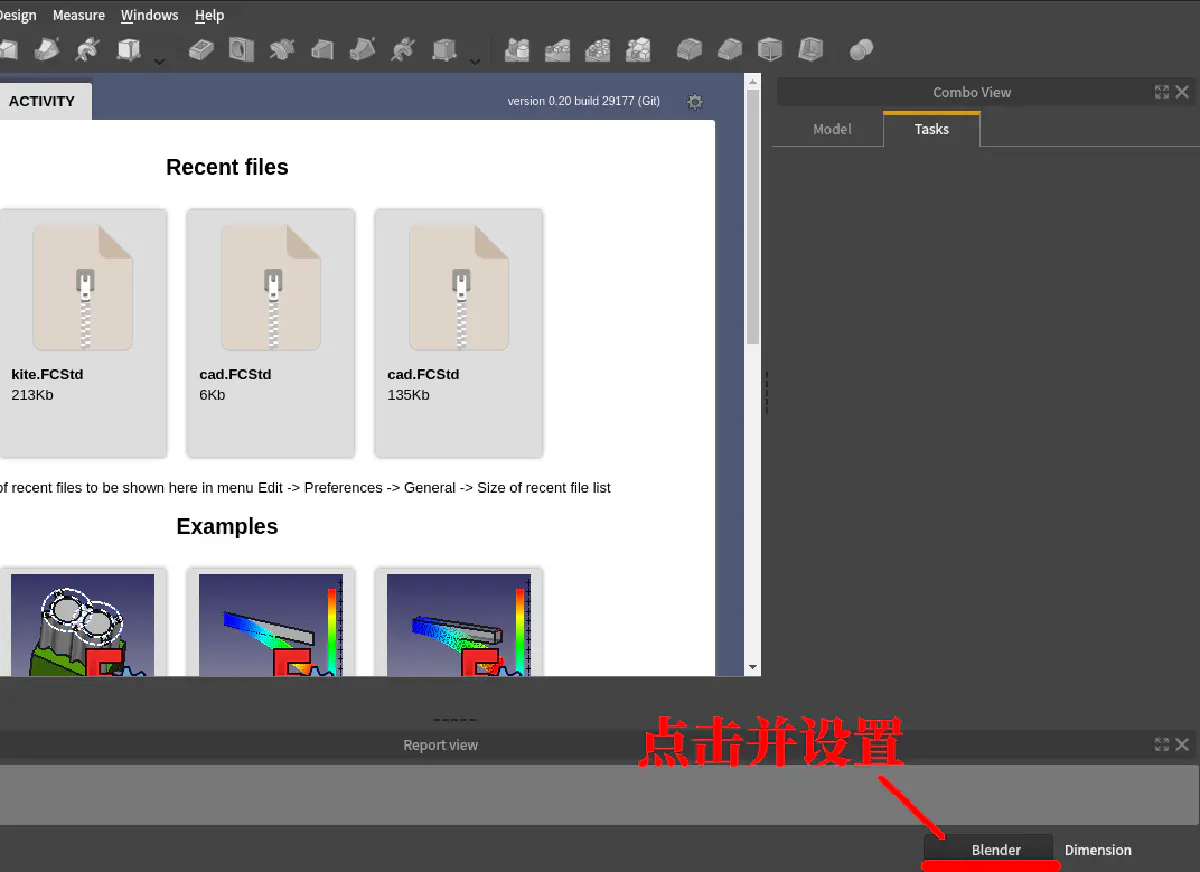 Design Measure Windows Help
ACTIVITY
version 0.20 build 29177 (Git)
Combo View
Model Tasks
Recent files
kite.FCStd cad.FCStd cad.FCStd
213Kb 6Kb 135Kb
of recent files to be shown here in menu Edit -> Preferences -> General -> Size of recent file list
Examples
点击并设置
Report view
Blender Dimension